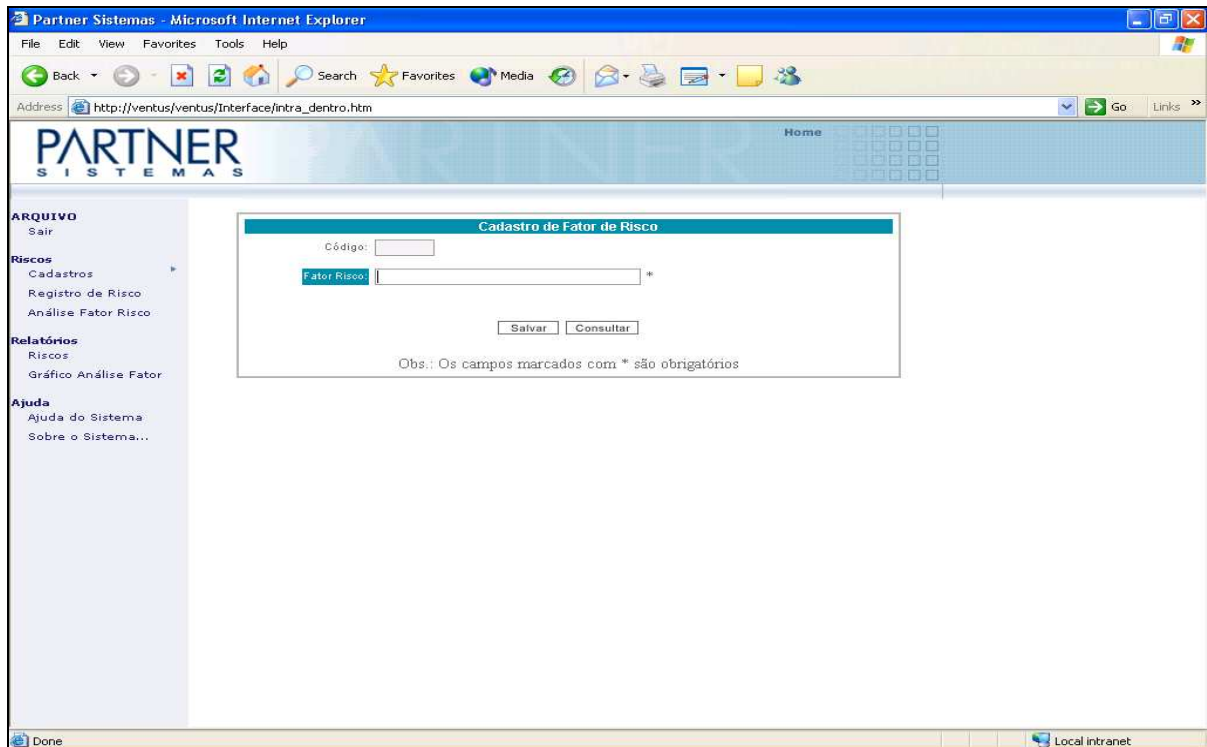 Partner Sistemas - Microsoft Internet Explorer
File Edit View Favorites Tools Help
Back Search Favorites Media
Address http://ventus/ventus/Interface/intra_dentro.htm Go Links »
PARTNER
SISTEMAS
PARTNER
Home
ARQUIVO
Sair
Riscos
Cadastros
Registro de Risco
Análise Fator Risco
Relatórios
Riscos
Gráfico Análise Fator
Ajuda
Ajuda do Sistema
Sobre o Sistema...
Cadastro de Fator de Risco
Código:
Fator Risco: *
Salvar Consultar
Obs.: Os campos marcados com * são obrigatórios
Done Local intranet